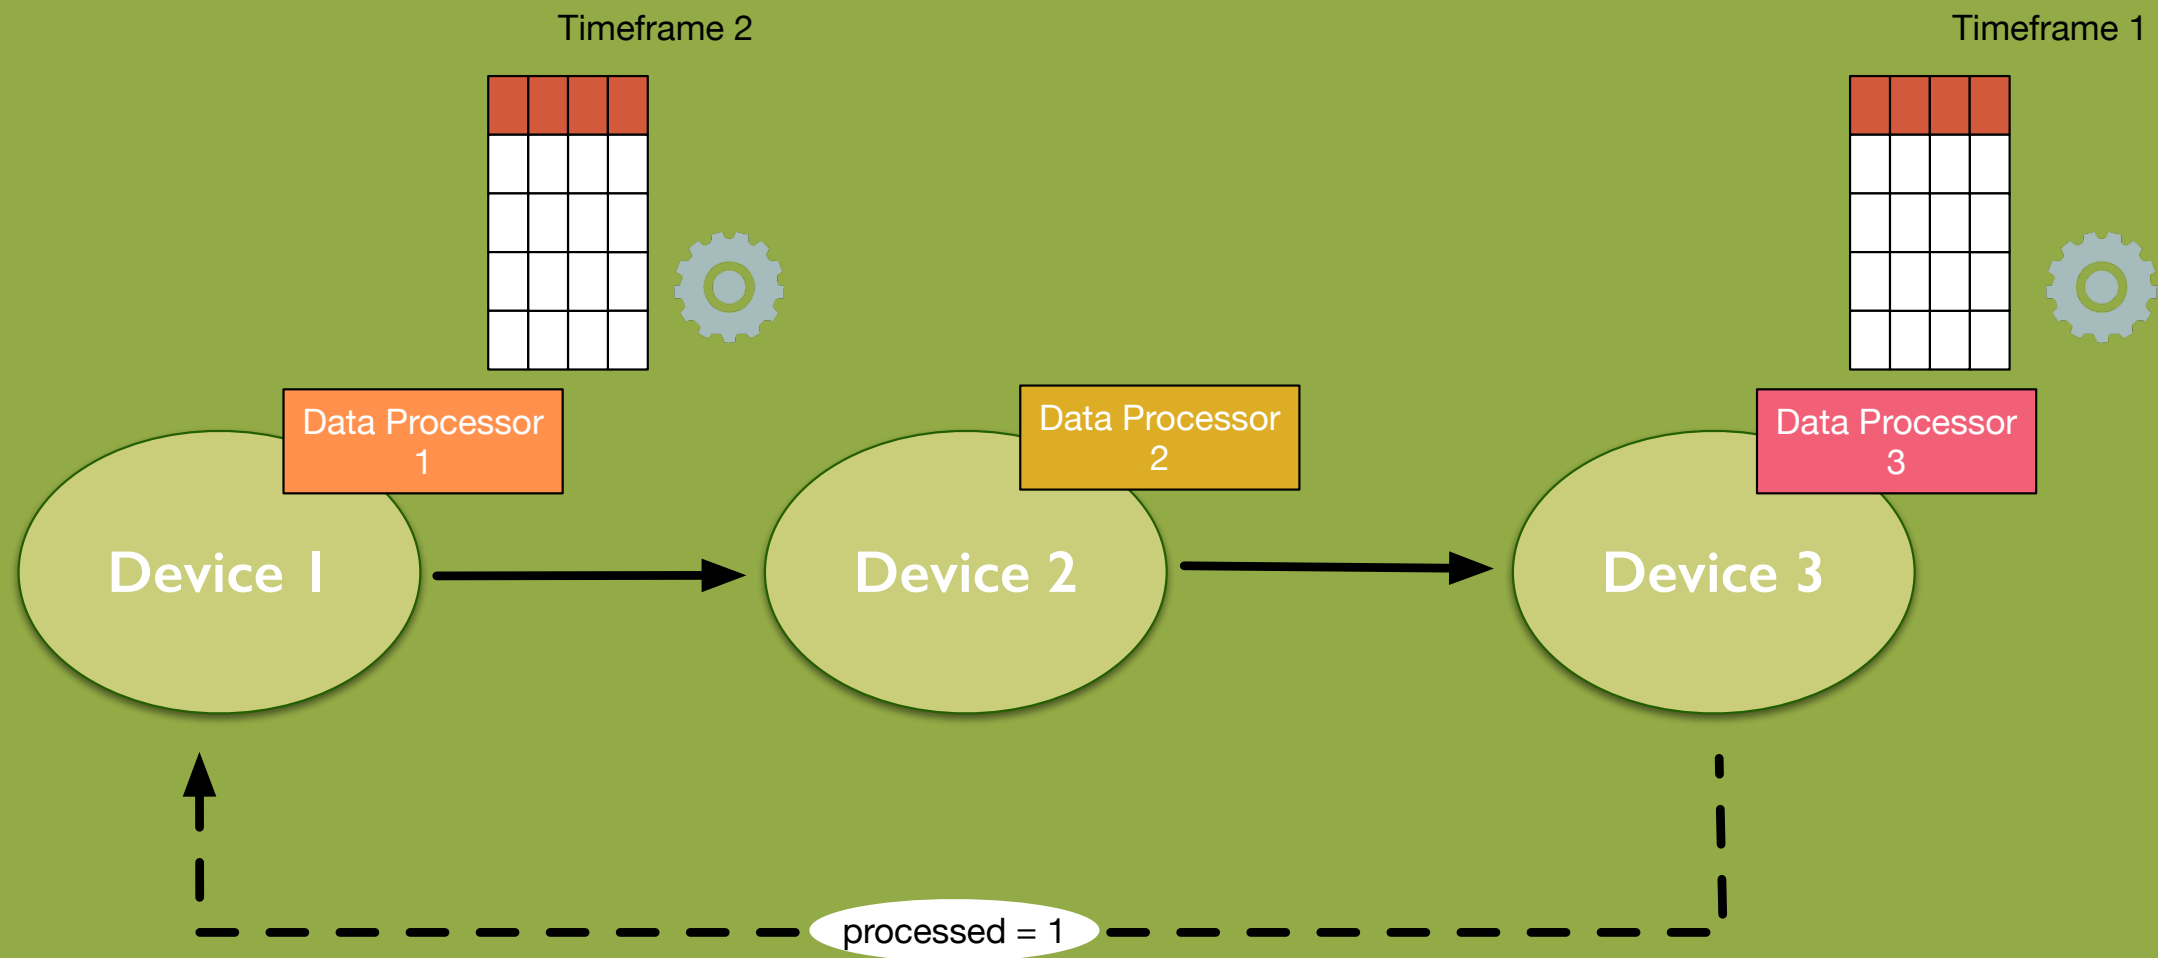 Timeframe 2
Timeframe 1
Data Processor
1
Data Processor
2
Data Processor
3
Device 1
Device 2
Device 3
processed = 1